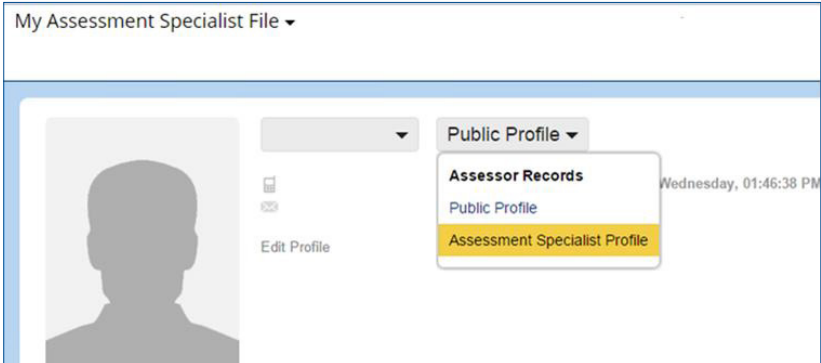 My Assessment Specialist File
Public Profile
Assessor Records
Wednesday, 01:46:38 PM
Public Profile
Edit Profile
Assessment Specialist Profile